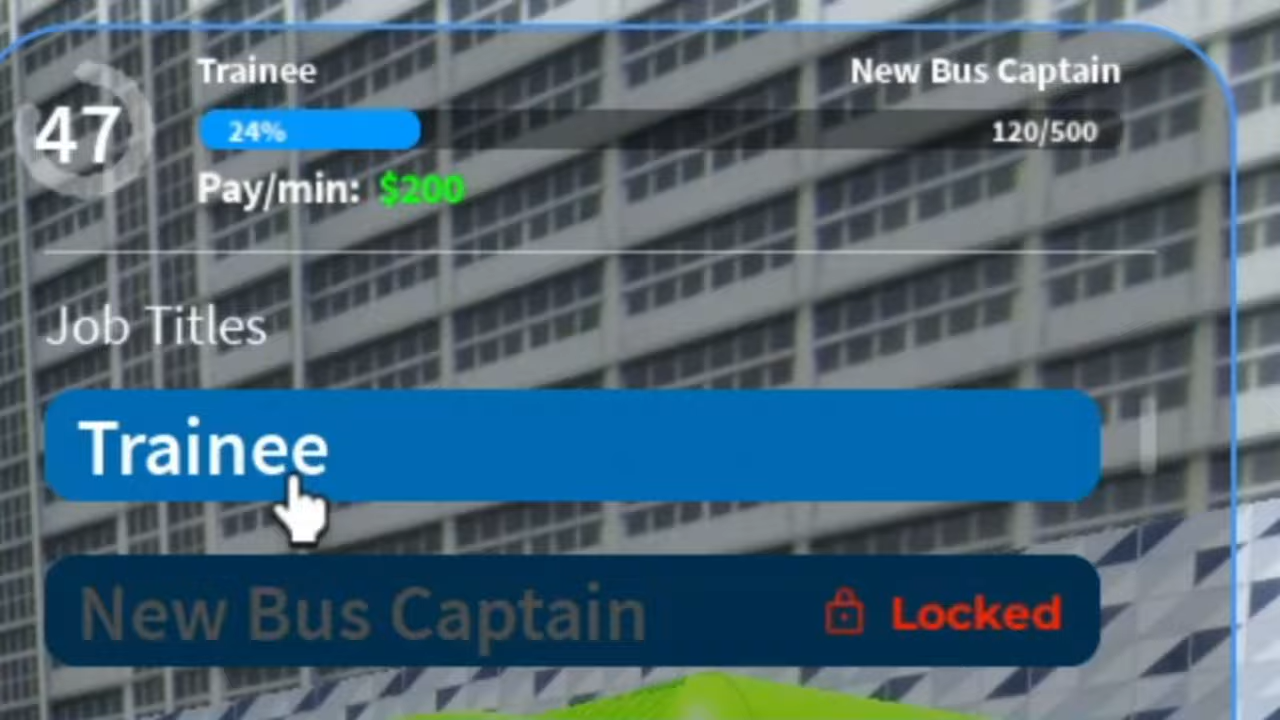 47
Trainee
New Bus Captain
24%
120/500
Pay/min: $200
Job Titles
Trainee
New Bus Captain
Locked